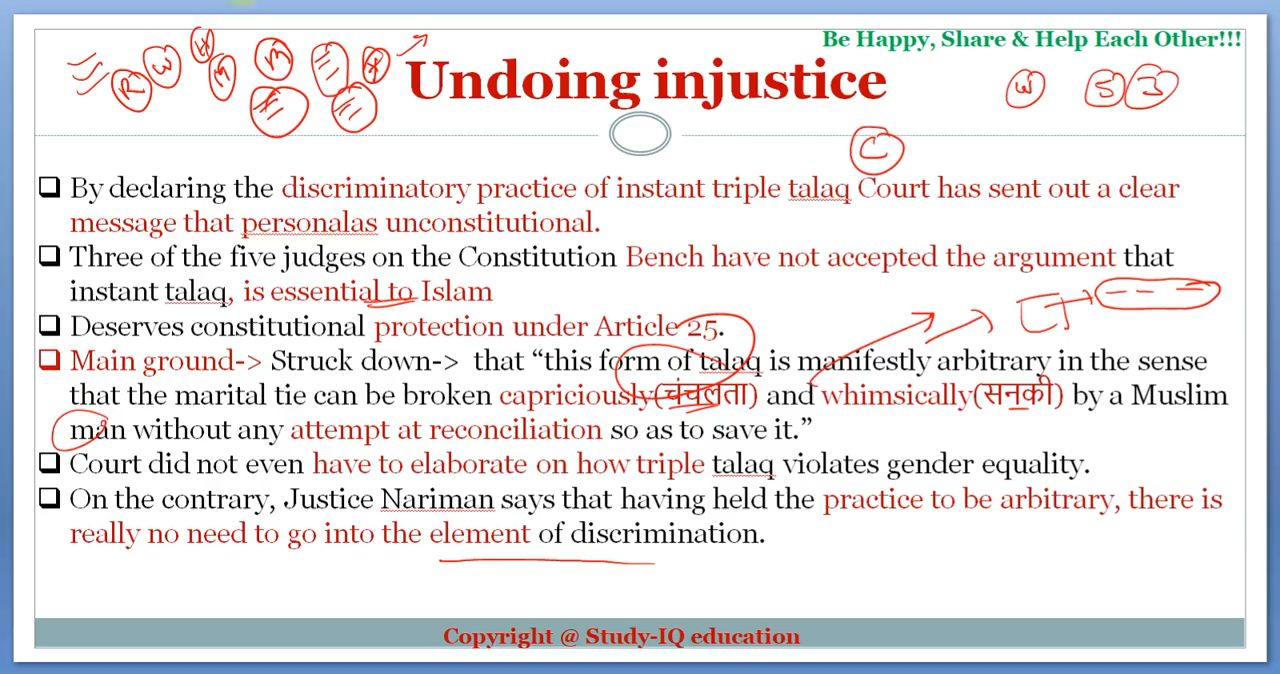 Be Happy, Share & Help Each Other!!!
R W H M m
Undoing injustice
W S J
C
❑ By declaring the discriminatory practice of instant triple talaq Court has sent out a clear
message that personalas unconstitutional.
❑ Three of the five judges on the Constitution Bench have not accepted the argument that
instant talaq, is essential to Islam
❑ Deserves constitutional protection under Article 25.
❑ Main ground-> Struck down-> that “this form of talaq is manifestly arbitrary in the sense
that the marital tie can be broken capriciously(चंचलता) and whimsically(सनकी) by a Muslim
man without any attempt at reconciliation so as to save it.”
❑ Court did not even have to elaborate on how triple talaq violates gender equality.
❑ On the contrary, Justice Nariman says that having held the practice to be arbitrary, there is
really no need to go into the element of discrimination.
Copyright @ Study-IQ education